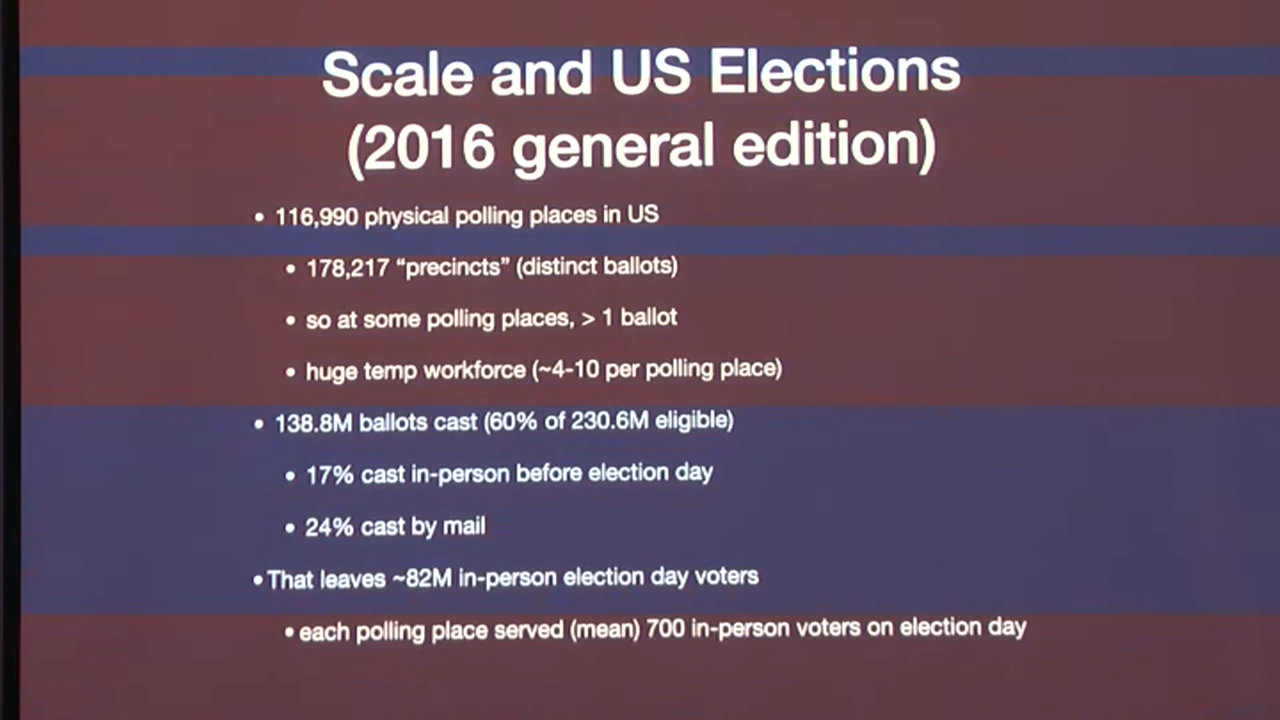 Scale and US Elections
(2016 general edition)
• 116,990 physical polling places in US
• 178,217 “precincts” (distinct ballots)
• so at some polling places, > 1 ballot
• huge temp workforce (~4-10 per polling place)
• 138.8M ballots cast (60% of 230.6M eligible)
• 17% cast in-person before election day
• 24% cast by mail
• That leaves ~82M in-person election day voters
• each polling place served (mean) 700 in-person voters on election day